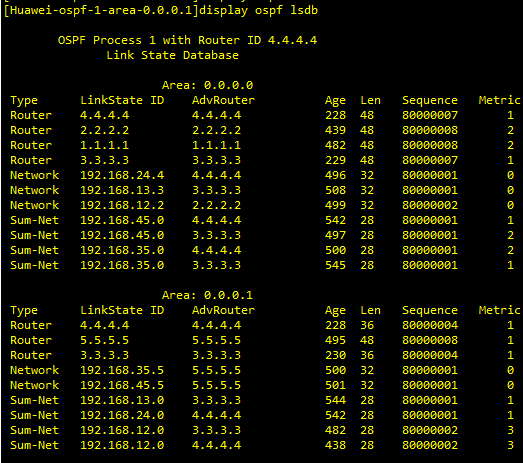 [Huawei-ospf-1-area-0.0.0.1]display ospf lsdb
OSPF Process 1 with Router ID 4.4.4.4
Link State Database
Area: 0.0.0.0
Type LinkState ID AdvRouter Age Len Sequence Metric
Router 4.4.4.4 4.4.4.4 228 48 80000007 1
Router 2.2.2.2 2.2.2.2 439 48 80000008 2
Router 1.1.1.1 1.1.1.1 482 48 80000008 2
Router 3.3.3.3 3.3.3.3 229 48 80000007 1
Network 192.168.24.4 4.4.4.4 496 32 80000001 0
Network 192.168.13.3 3.3.3.3 508 32 80000001 0
Network 192.168.12.2 2.2.2.2 499 32 80000002 0
Sum-Net 192.168.45.0 4.4.4.4 542 28 80000001 1
Sum-Net 192.168.45.0 3.3.3.3 497 28 80000001 2
Sum-Net 192.168.35.0 4.4.4.4 500 28 80000001 2
Sum-Net 192.168.35.0 3.3.3.3 545 28 80000001 1
Area: 0.0.0.1
Type LinkState ID AdvRouter Age Len Sequence Metric
Router 4.4.4.4 4.4.4.4 228 36 80000004 1
Router 5.5.5.5 5.5.5.5 495 48 80000008 1
Router 3.3.3.3 3.3.3.3 230 36 80000004 1
Network 192.168.35.5 5.5.5.5 500 32 80000001 0
Network 192.168.45.5 5.5.5.5 501 32 80000001 0
Sum-Net 192.168.13.0 3.3.3.3 544 28 80000001 1
Sum-Net 192.168.24.0 4.4.4.4 542 28 80000001 1
Sum-Net 192.168.12.0 3.3.3.3 482 28 80000002 3
Sum-Net 192.168.12.0 4.4.4.4 438 28 80000002 3